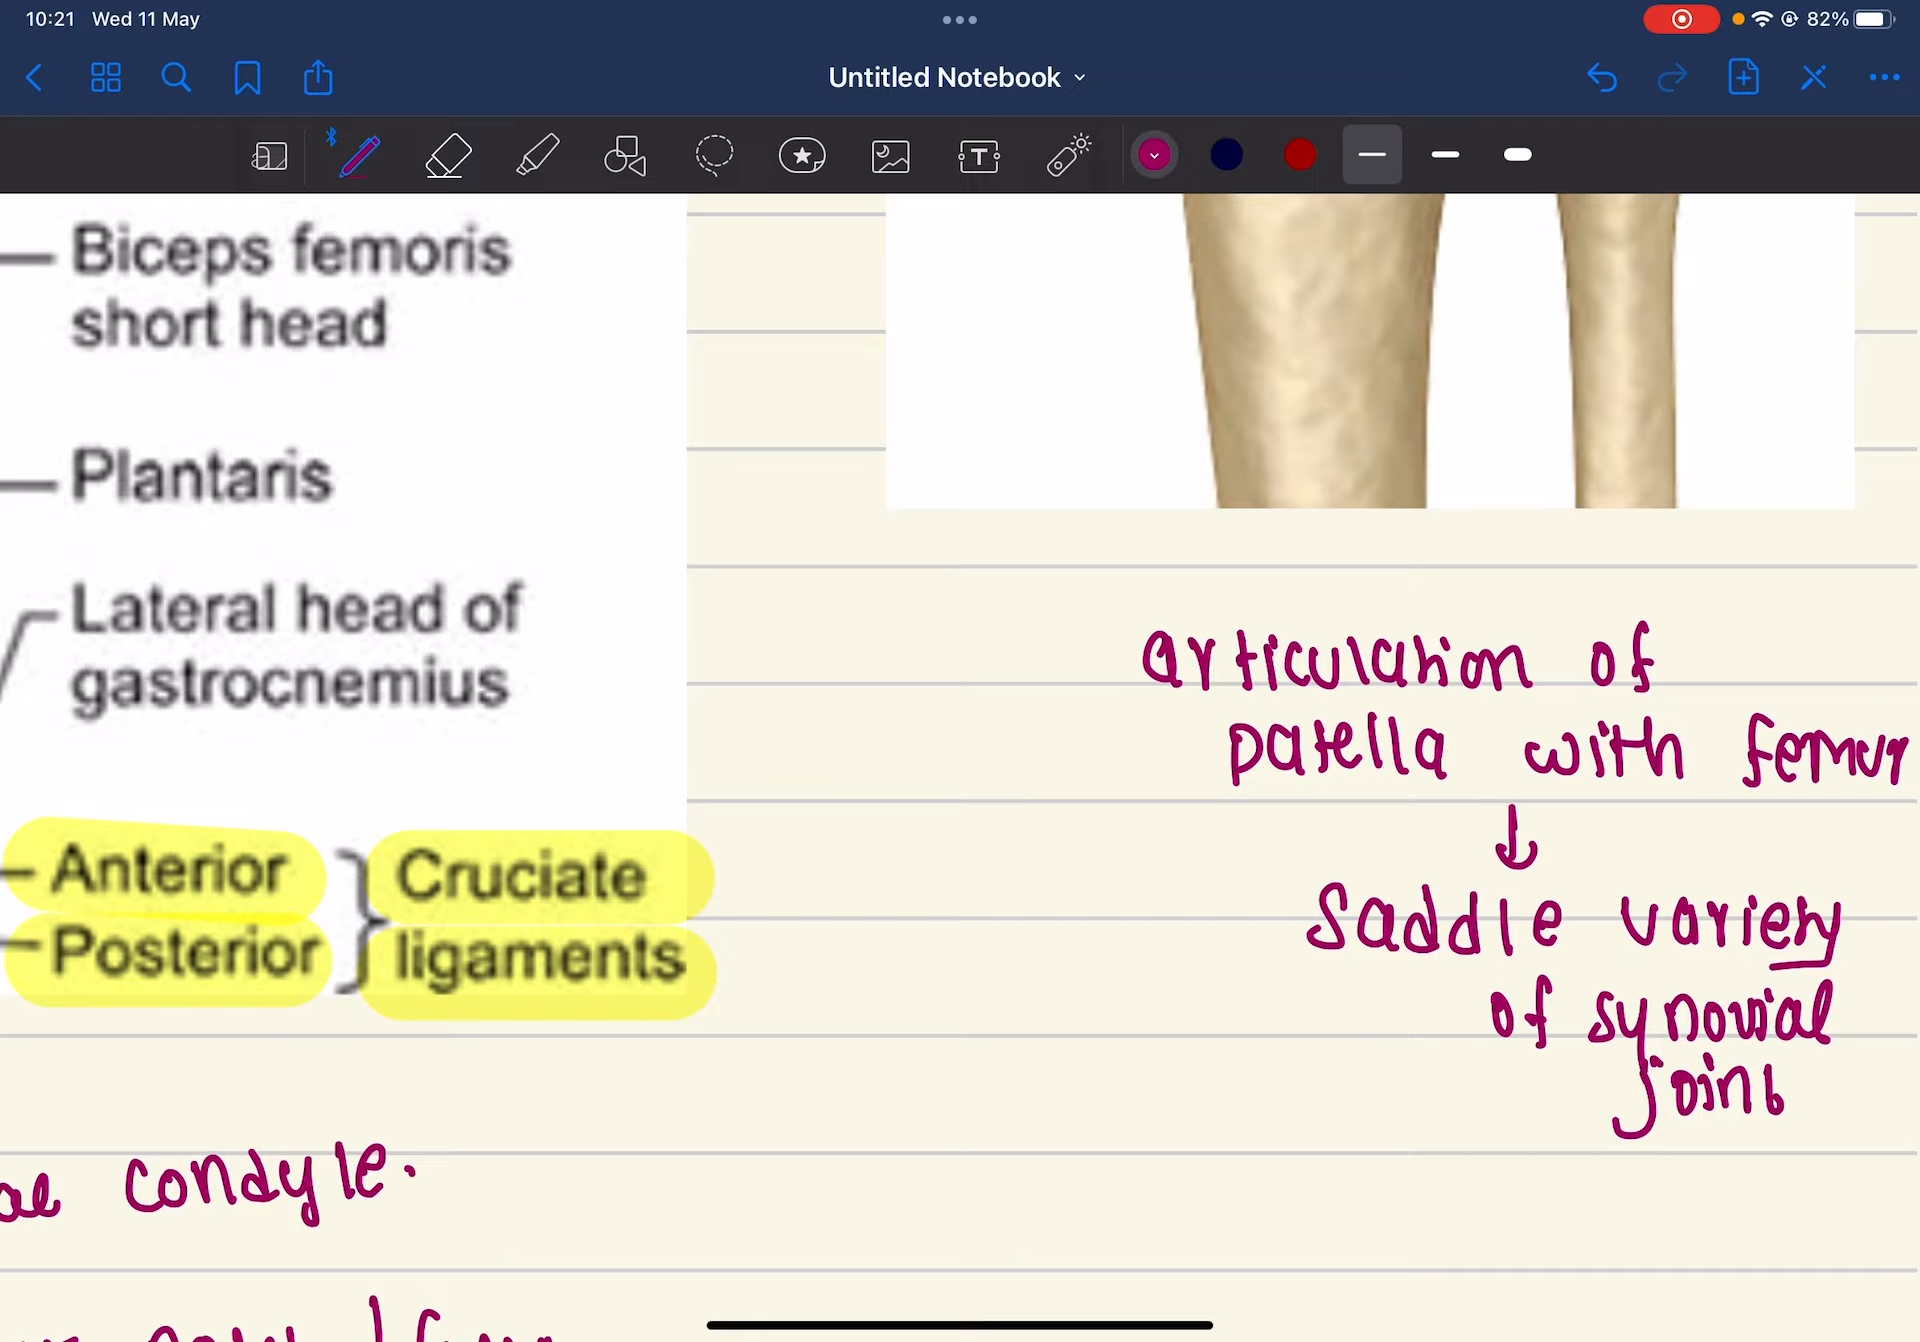 10:21 Wed 11 May
82%
Untitled Notebook
Biceps femoris
short head
Plantaris
Lateral head of
gastrocnemius
Anterior
Posterior
Cruciate
ligaments
articulation of
patella with femur
↓
Saddle variety
of synovial
joint
condyle.